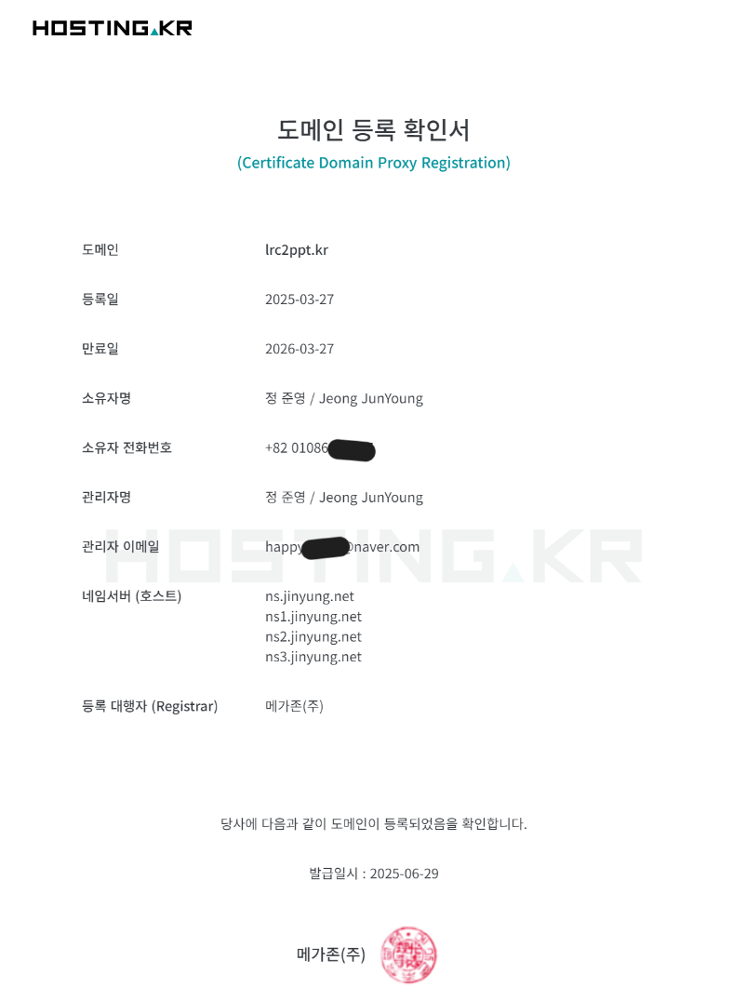 HOSTING.KR
도메인 등록 확인서
(Certificate Domain Proxy Registration)
도메인 lrc2ppt.kr
등록일 2025-03-27
만료일 2026-03-27
소유자명 정 준영 / Jeong JunYoung
소유자 전화번호 +82 01086
관리자명 정 준영 / Jeong JunYoung
HOSTING.KR
관리자 이메일 happy @naver.com
네임서버 (호스트) ns.jinyung.net
ns1.jinyung.net
ns2.jinyung.net
ns3.jinyung.net
등록 대행자 (Registrar) 메가존(주)
당사에 다음과 같이 도메인이 등록되었음을 확인합니다.
발급일시 : 2025-06-29
메가존(주)